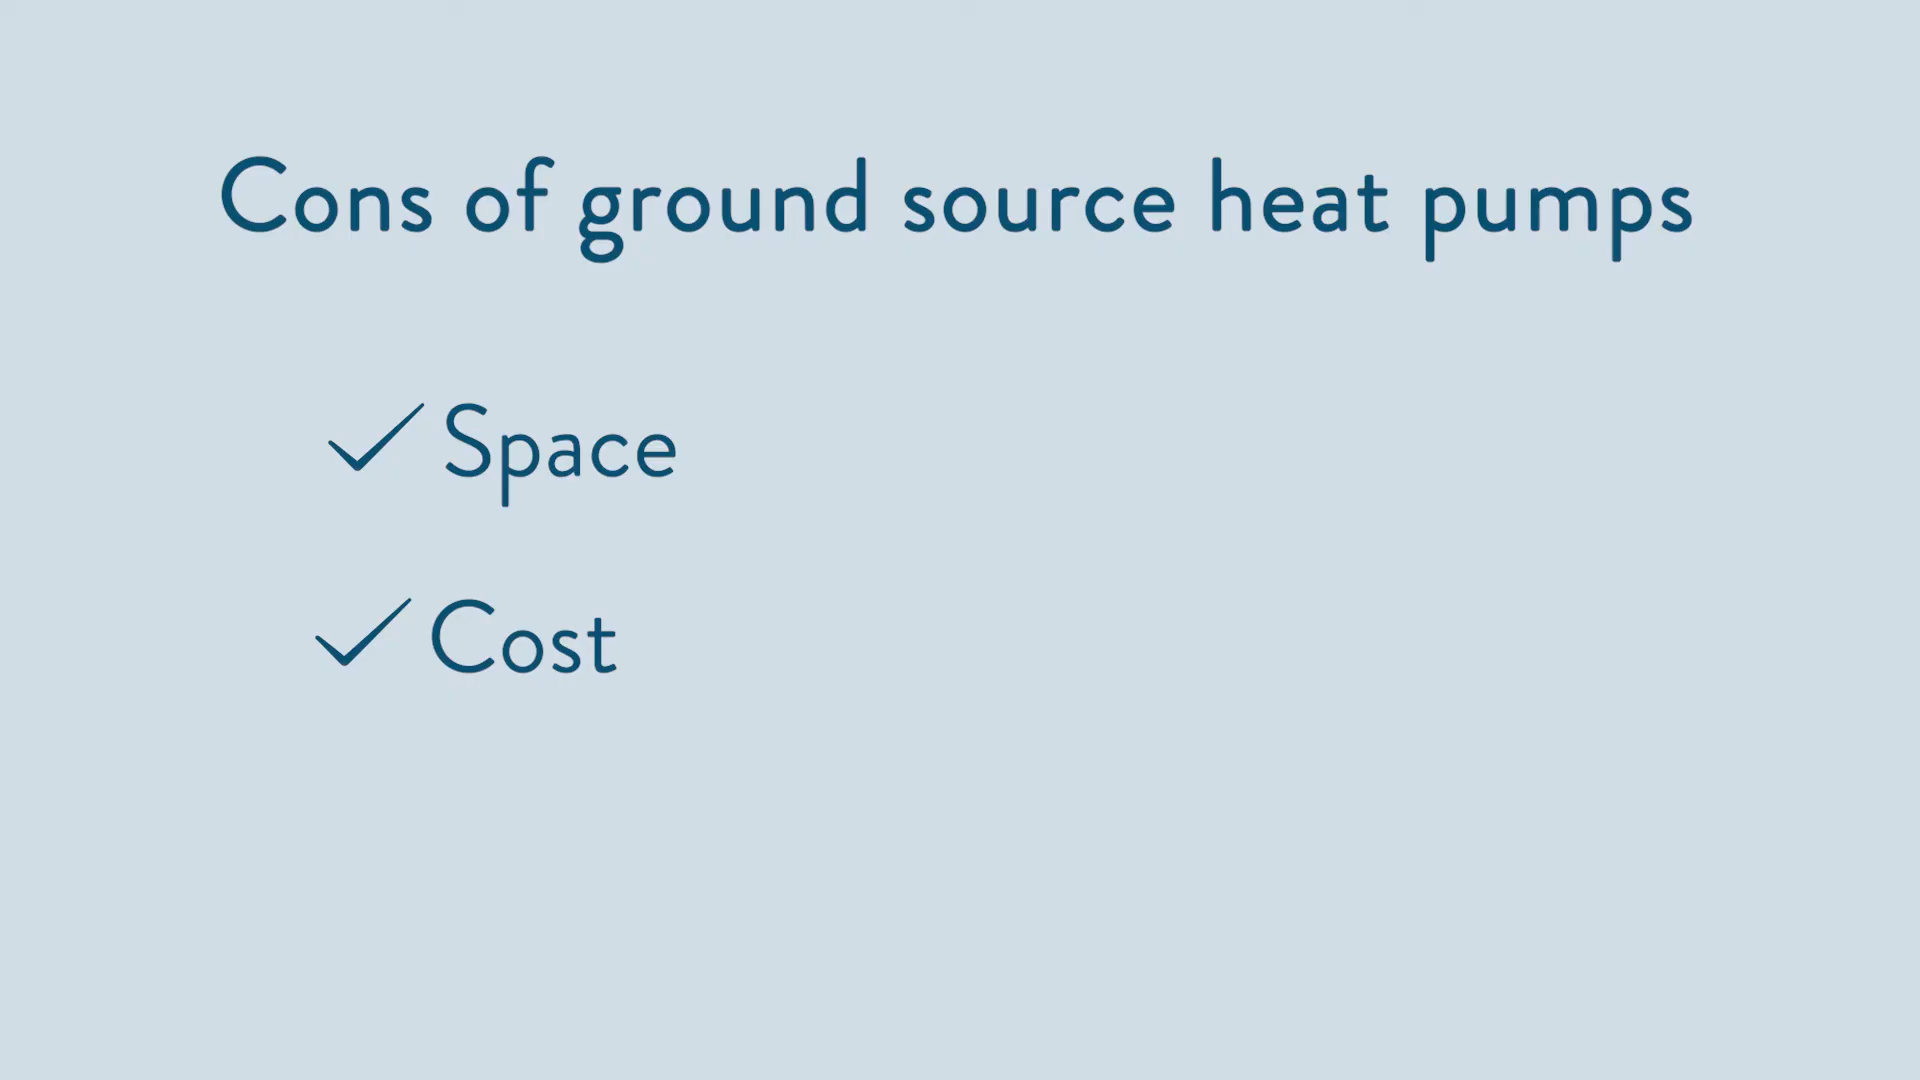 Cons of ground source heat pumps
✓ Space
✓ Cost